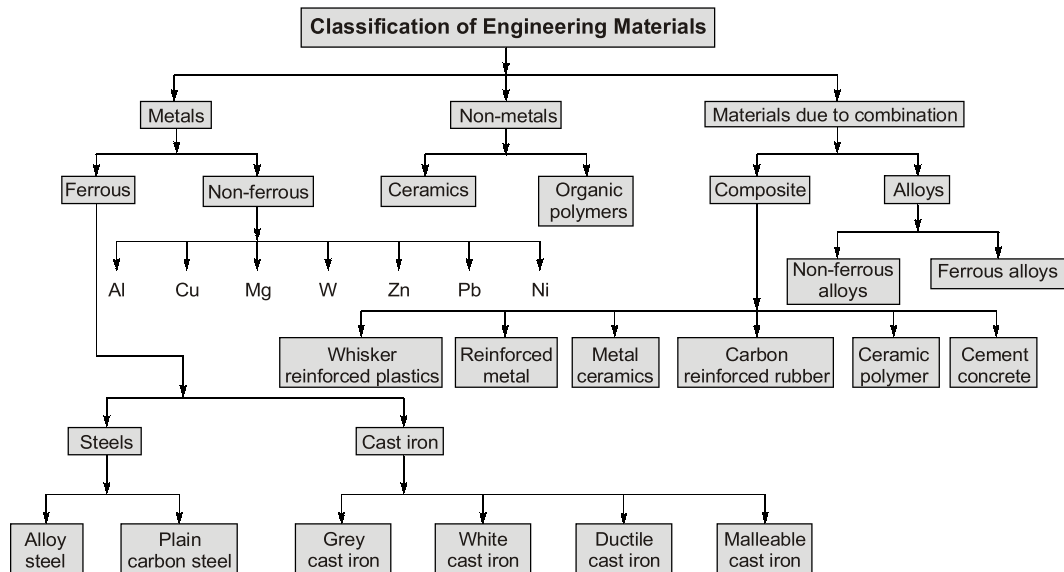 Classification of Engineering Materials
Metals
Non-metals
Materials due to combination
Ferrous
Non-ferrous
Ceramics
Organic
polymers
Composite
Alloys
Non-ferrous
alloys
Ferrous alloys
Al
Cu
Mg
W
Zn
Pb
Ni
Whisker
reinforced plastics
Reinforced
metal
Metal
ceramics
Carbon
reinforced rubber
Ceramic
polymer
Cement
concrete
Steels
Cast iron
Alloy
steel
Plain
carbon steel
Grey
cast iron
White
cast iron
Ductile
cast iron
Malleable
cast iron